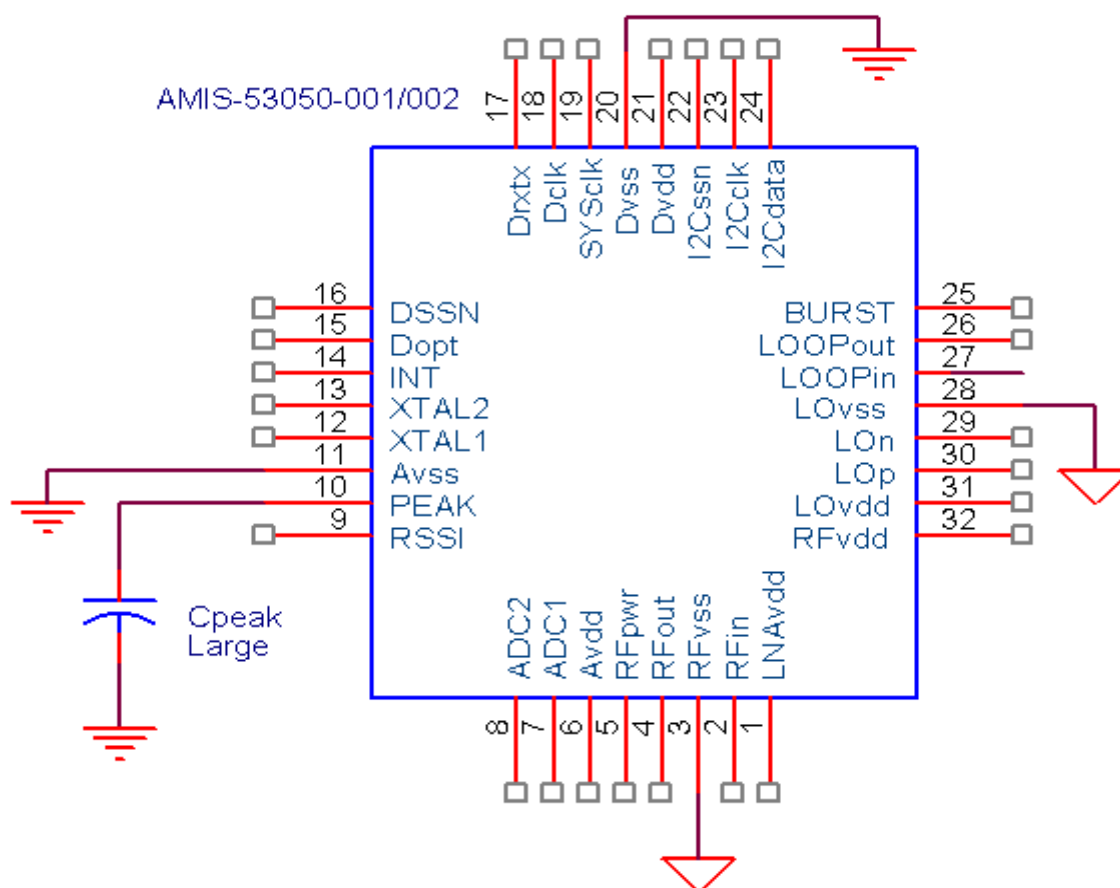 AMIS-53050-001/002
17
18
19
20
21
22
23
24
Drxtx
Dclk
SYSclk
Dvss
Dvdd
I2Cssn
I2Cclk
I2Cdata
16
DSSN
15
Dopt
14
INT
13
XTAL2
12
XTAL1
11
Avss
10
PEAK
9
RSSI
BURST
25
LOOPout
26
LOOPin
27
LOvss
28
LOn
29
LOp
30
LOvdd
31
RFvdd
32
Cpeak
Large
ADC2
ADC1
Avdd
RFpwr
RFout
RFvss
RFin
LNAvdd
8
7
6
5
4
3
2
1